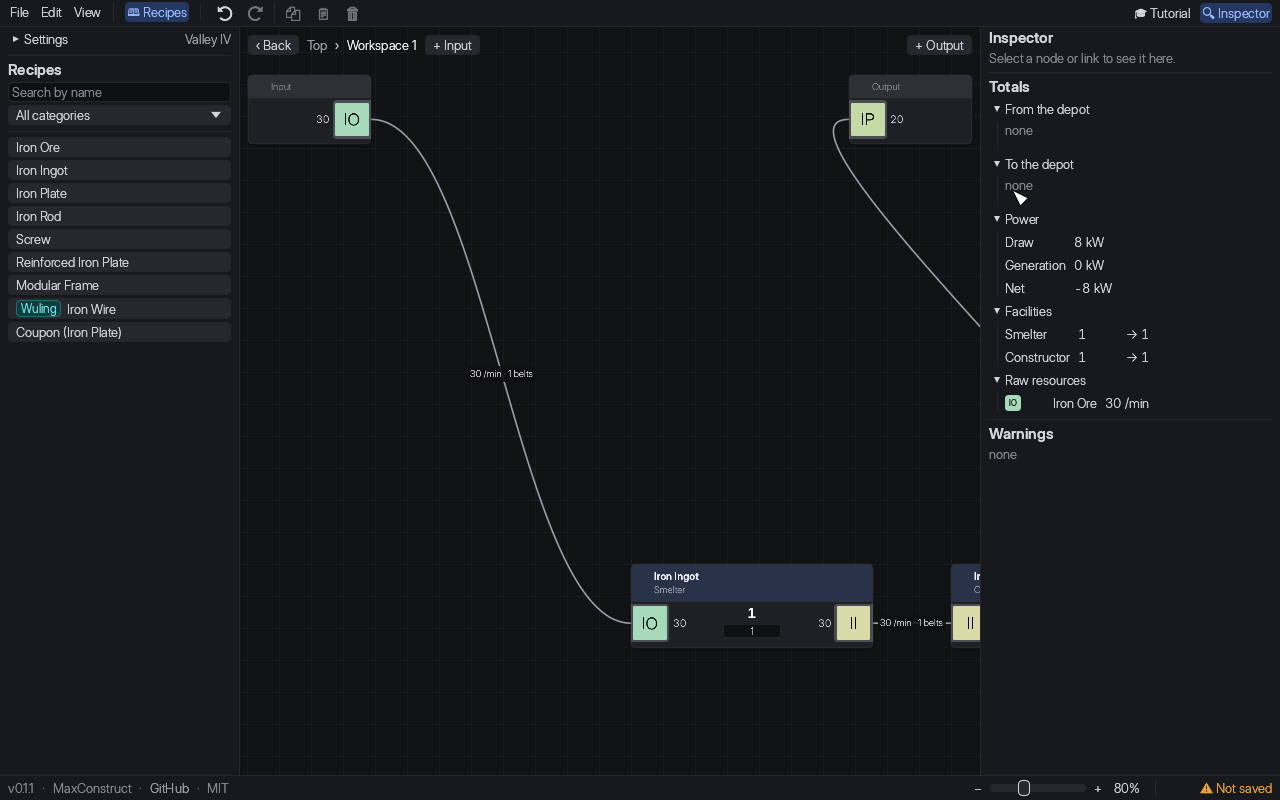 File Edit View Recipes Tutorial Inspector
Settings Valley IV
Recipes
Search by name
All categories
Iron Ore
Iron Ingot
Iron Plate
Iron Rod
Screw
Reinforced Iron Plate
Modular Frame
Wuling Iron Wire
Coupon (Iron Plate)
‹ Back Top › Workspace 1 + Input + Output
Input
30 IO
Output
IP 20
30 /min · 1 belts
Iron Ingot
Smelter
IO 30 1 30 II
1
30 /min · 1 belts
II
Inspector
Select a node or link to see it here.
Totals
From the depot
none
To the depot
none
Power
Draw 8 kW
Generation 0 kW
Net -8 kW
Facilities
Smelter 1 → 1
Constructor 1 → 1
Raw resources
IO Iron Ore 30 /min
Warnings
none
v0.1.1 · MaxConstruct · GitHub · MIT
− + 80% Not saved